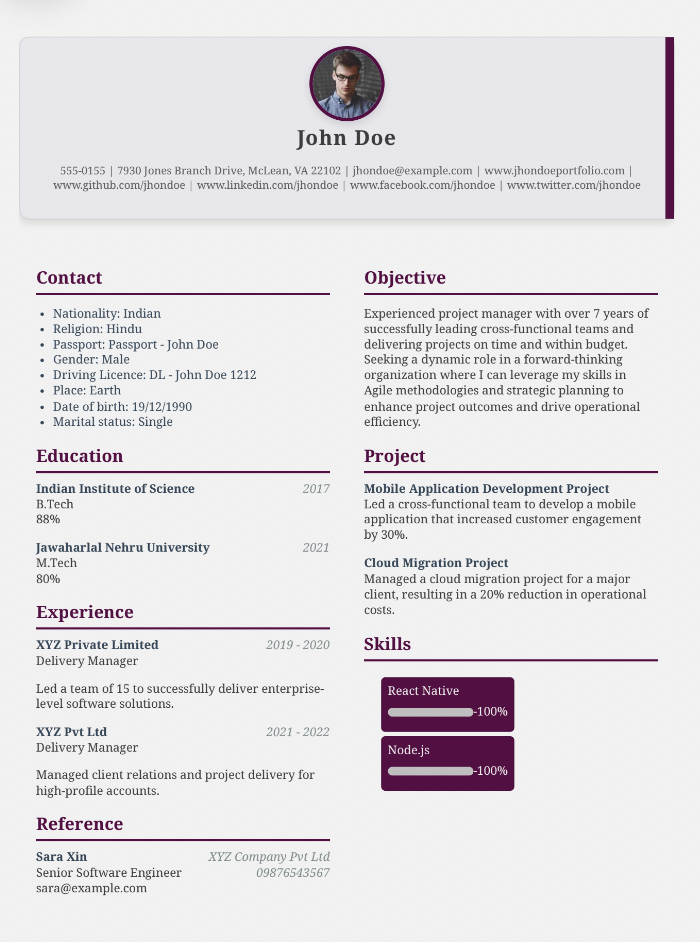 John Doe
555-0155 | 7930 Jones Branch Drive, McLean, VA 22102 | jhondoe@example.com | www.jhondoeportfolio.com |
www.github.com/jhondoe | www.linkedin.com/jhondoe | www.facebook.com/jhondoe | www.twitter.com/jhondoe
Contact
• Nationality: Indian
• Religion: Hindu
• Passport: Passport - John Doe
• Gender: Male
• Driving Licence: DL - John Doe 1212
• Place: Earth
• Date of birth: 19/12/1990
• Marital status: Single
Education
Indian Institute of Science 2017
B.Tech
88%
Jawaharlal Nehru University 2021
M.Tech
80%
Experience
XYZ Private Limited 2019 - 2020
Delivery Manager
Led a team of 15 to successfully deliver enterprise-
level software solutions.
XYZ Pvt Ltd 2021 - 2022
Delivery Manager
Managed client relations and project delivery for
high-profile accounts.
Reference
Sara Xin XYZ Company Pvt Ltd
Senior Software Engineer 09876543567
sara@example.com
Objective
Experienced project manager with over 7 years of
successfully leading cross-functional teams and
delivering projects on time and within budget.
Seeking a dynamic role in a forward-thinking
organization where I can leverage my skills in
Agile methodologies and strategic planning to
enhance project outcomes and drive operational
efficiency.
Project
Mobile Application Development Project
Led a cross-functional team to develop a mobile
application that increased customer engagement
by 30%.
Cloud Migration Project
Managed a cloud migration project for a major
client, resulting in a 20% reduction in operational
costs.
Skills
React Native
-100%
Node.js
-100%